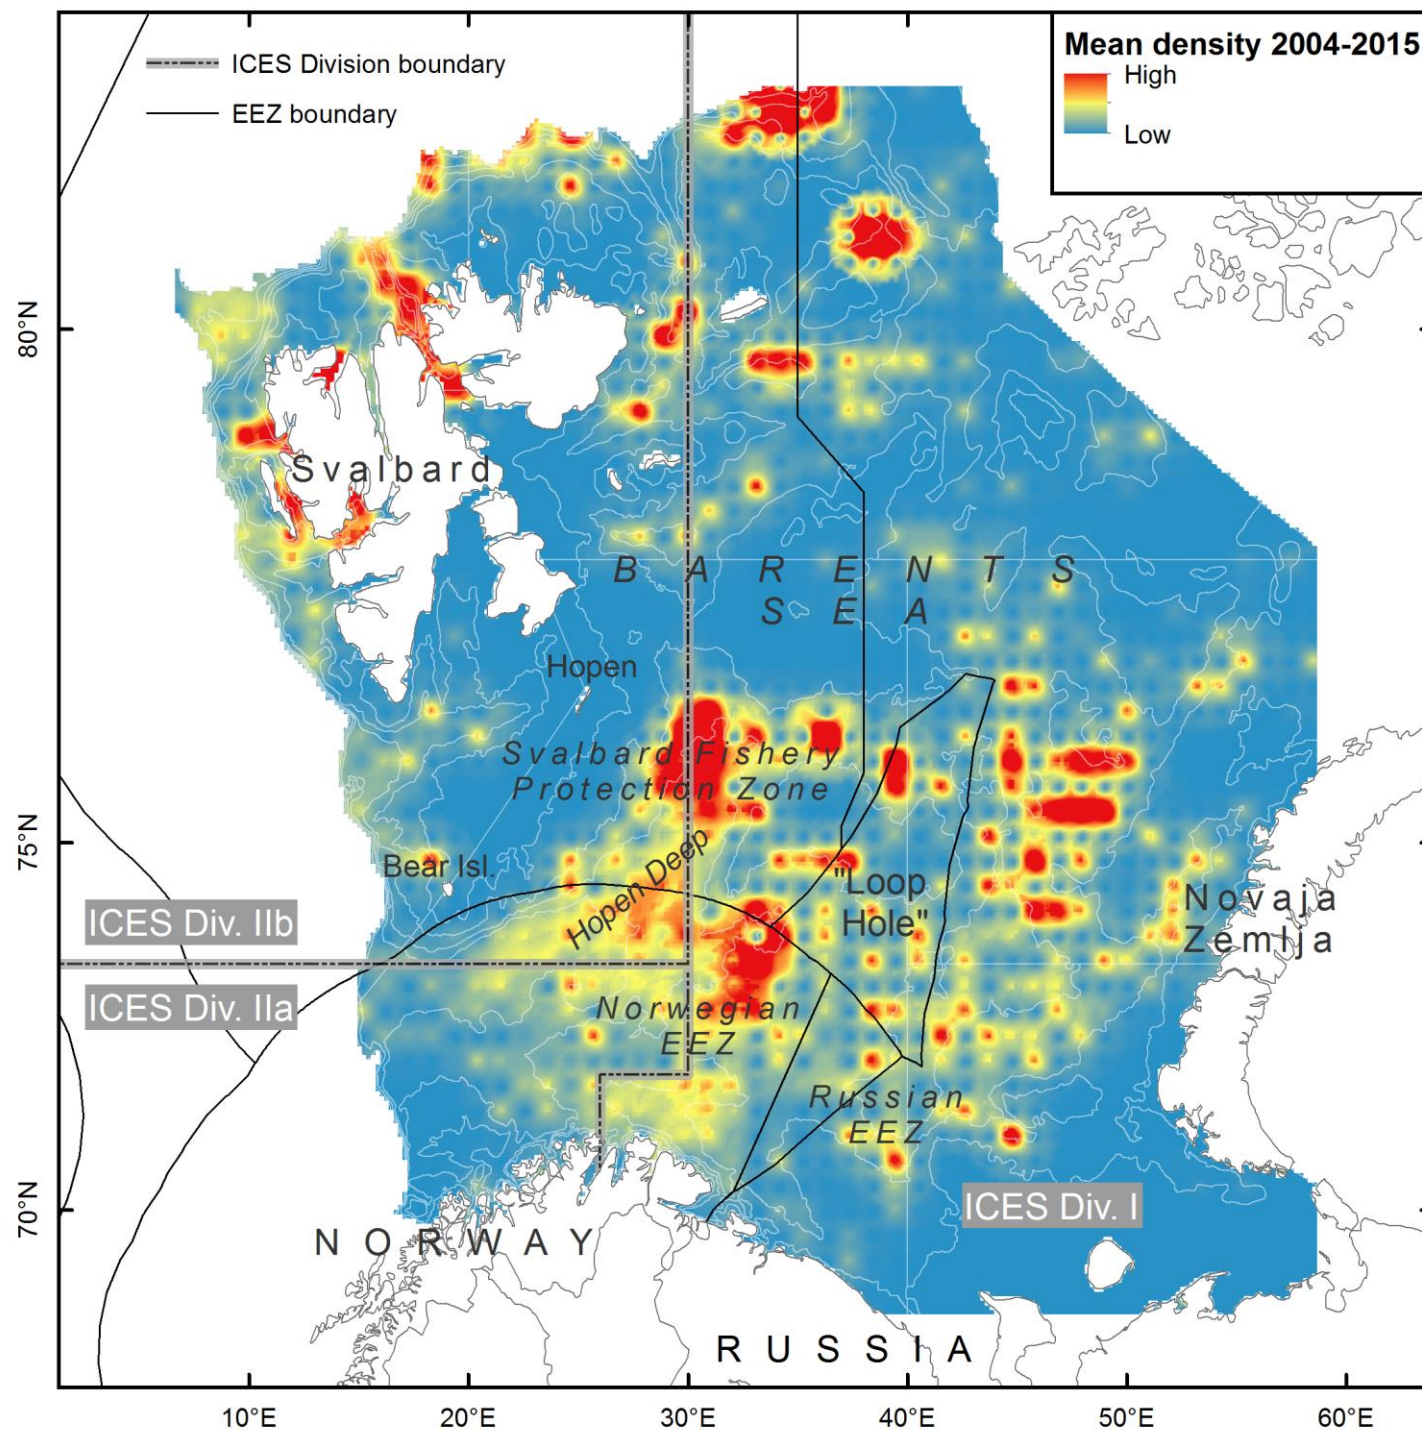 ICES Division boundary
EEZ boundary
Mean density 2004-2015
High
Low
80°N
75°N
70°N
Svalbard
BARENTS
SEA
Hopen
Svalbard Fishery
Protection Zone
Bear Isl.
Hopen Deep
"Loop
Hole"
Novaja
Zemlja
ICES Div. IIb
ICES Div. IIa
Norwegian
EEZ
Russian
EEZ
ICES Div. I
NORWAY
RUSSIA
10°E
20°E
30°E
40°E
50°E
60°E